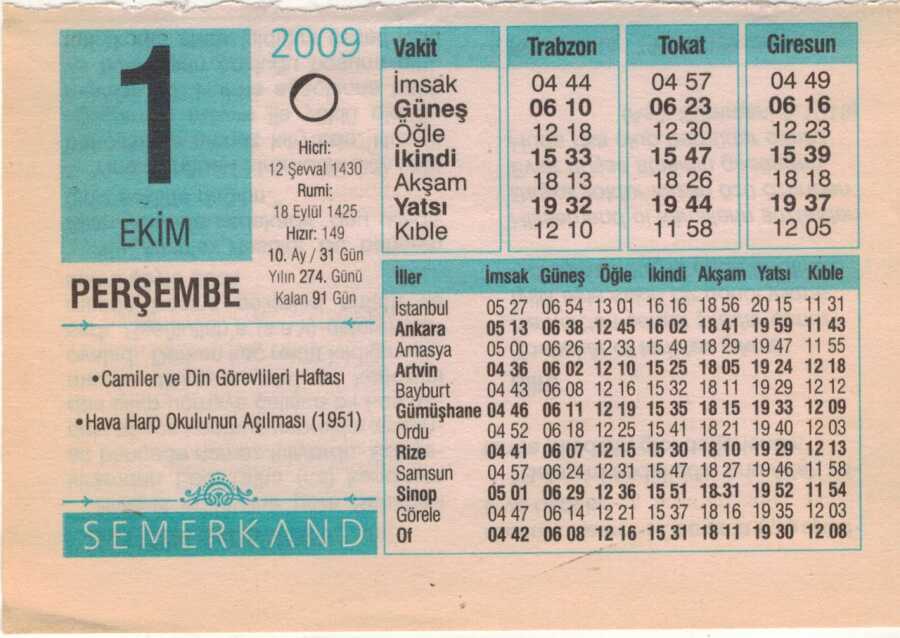 1
EKİM
PERŞEMBE
2009
Hicri:
12 Şevval 1430
Rumi:
18 Eylül 1425
Hızır: 149
10. Ay / 31 Gün
Yılın 274. Günü
Kalan 91 Gün
•Camiler ve Din Görevlileri Haftası
•Hava Harp Okulu'nun Açılması (1951)
SEMERKAND
Vakit Trabzon Tokat Giresun
İmsak 04 44 04 57 04 49
Güneş 06 10 06 23 06 16
Öğle 12 18 12 30 12 23
İkindi 15 33 15 47 15 39
Akşam 18 13 18 26 18 18
Yatsı 19 32 19 44 19 37
Kıble 12 10 11 58 12 05
İller İmsak Güneş Öğle İkindi Akşam Yatsı Kıble
İstanbul 05 27 06 54 13 01 16 16 18 56 20 15 11 31
Ankara 05 13 06 38 12 45 16 02 18 41 19 59 11 43
Amasya 05 00 06 26 12 33 15 49 18 29 19 47 11 55
Artvin 04 36 06 02 12 10 15 25 18 05 19 24 12 18
Bayburt 04 43 06 08 12 16 15 32 18 11 19 29 12 12
Gümüşhane 04 46 06 11 12 19 15 35 18 15 19 33 12 09
Ordu 04 52 06 18 12 25 15 41 18 21 19 40 12 03
Rize 04 41 06 07 12 15 15 30 18 10 19 29 12 13
Samsun 04 57 06 24 12 31 15 47 18 27 19 46 11 58
Sinop 05 01 06 29 12 36 15 51 18-31 19 52 11 54
Görele 04 47 06 14 12 21 15 37 18 16 19 35 12 03
Of 04 42 06 08 12 16 15 31 18 11 19 30 12 08